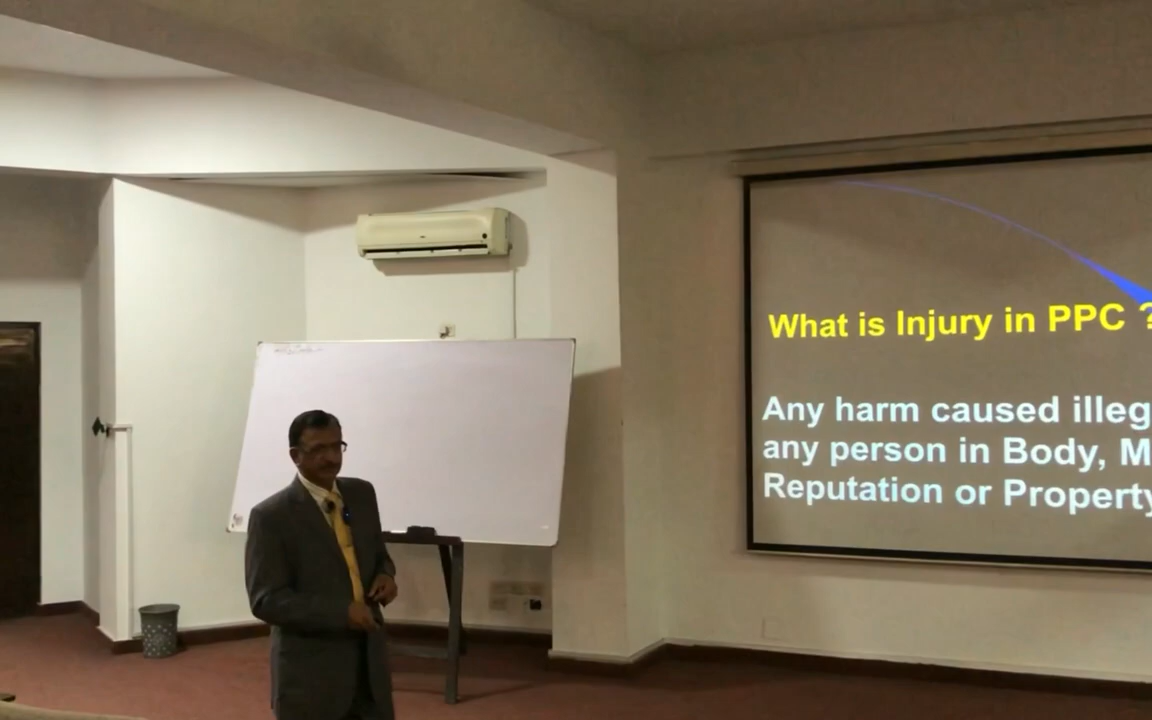 What is Injury in PPC ?
Any harm caused illeg
any person in Body, M
Reputation or Property